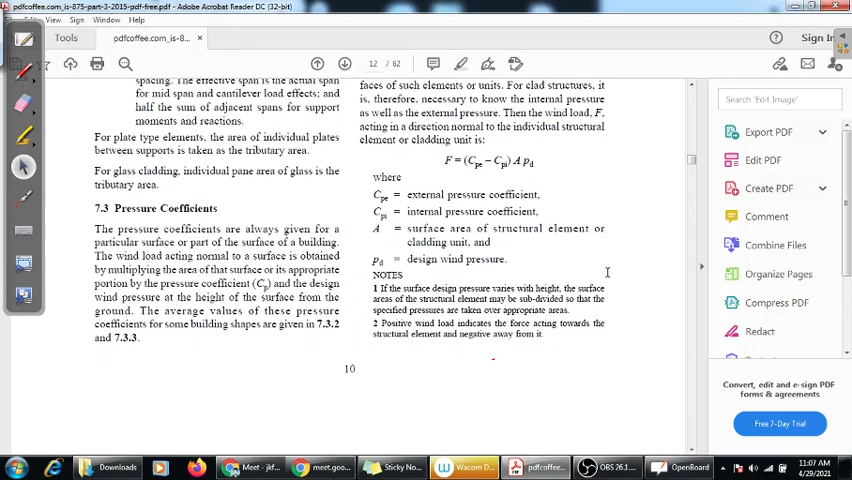 pdfcoffee.com_is-875-part-3-2015-pdf-free.pdf - Adobe Acrobat Reader DC (32-bit)
View Sign Window Help
Tools
pdfcoffee.com_is-8... ×
Sign In
12 / 62
spacing. The effective span is the actual span
for mid span and cantilever load effects; and
half the sum of adjacent spans for support
moments and reactions.
For plate type elements, the area of individual plates
between supports is taken as the tributary area.
For glass cladding, individual pane area of glass is the
tributary area.
7.3 Pressure Coefficients
The pressure coefficients are always given for a
particular surface or part of the surface of a building.
The wind load acting normal to a surface is obtained
by multiplying the area of that surface or its appropriate
portion by the pressure coefficient (Cp) and the design
wind pressure at the height of the surface from the
ground. The average values of these pressure
coefficients for some building shapes are given in 7.3.2
and 7.3.3.
faces of such elements or units. For clad structures, it
is, therefore, necessary to know the internal pressure
as well as the external pressure. Then the wind load, F,
acting in a direction normal to the individual structural
element or cladding unit is:
F = (Cpe – Cpi) A pd
where
Cpe = external pressure coefficient,
Cpi = internal pressure coefficient,
A = surface area of structural element or
cladding unit, and
pd = design wind pressure.
NOTES
1 If the surface design pressure varies with height, the surface
areas of the structural element may be sub-divided so that the
specified pressures are taken over appropriate areas.
2 Positive wind load indicates the force acting towards the
structural element and negative away from it.
10
Search 'Edit Image'
Export PDF
Edit PDF
Create PDF
Comment
Combine Files
Organize Pages
Compress PDF
Redact
Convert, edit and e-sign PDF
forms & agreements
Free 7-Day Trial
Downloads
Meet - jkf...
meet.goo...
Sticky No...
Wacom D...
pdfcoffee...
OBS 26.1...
OpenBoard
11:07 AM
4/29/2021